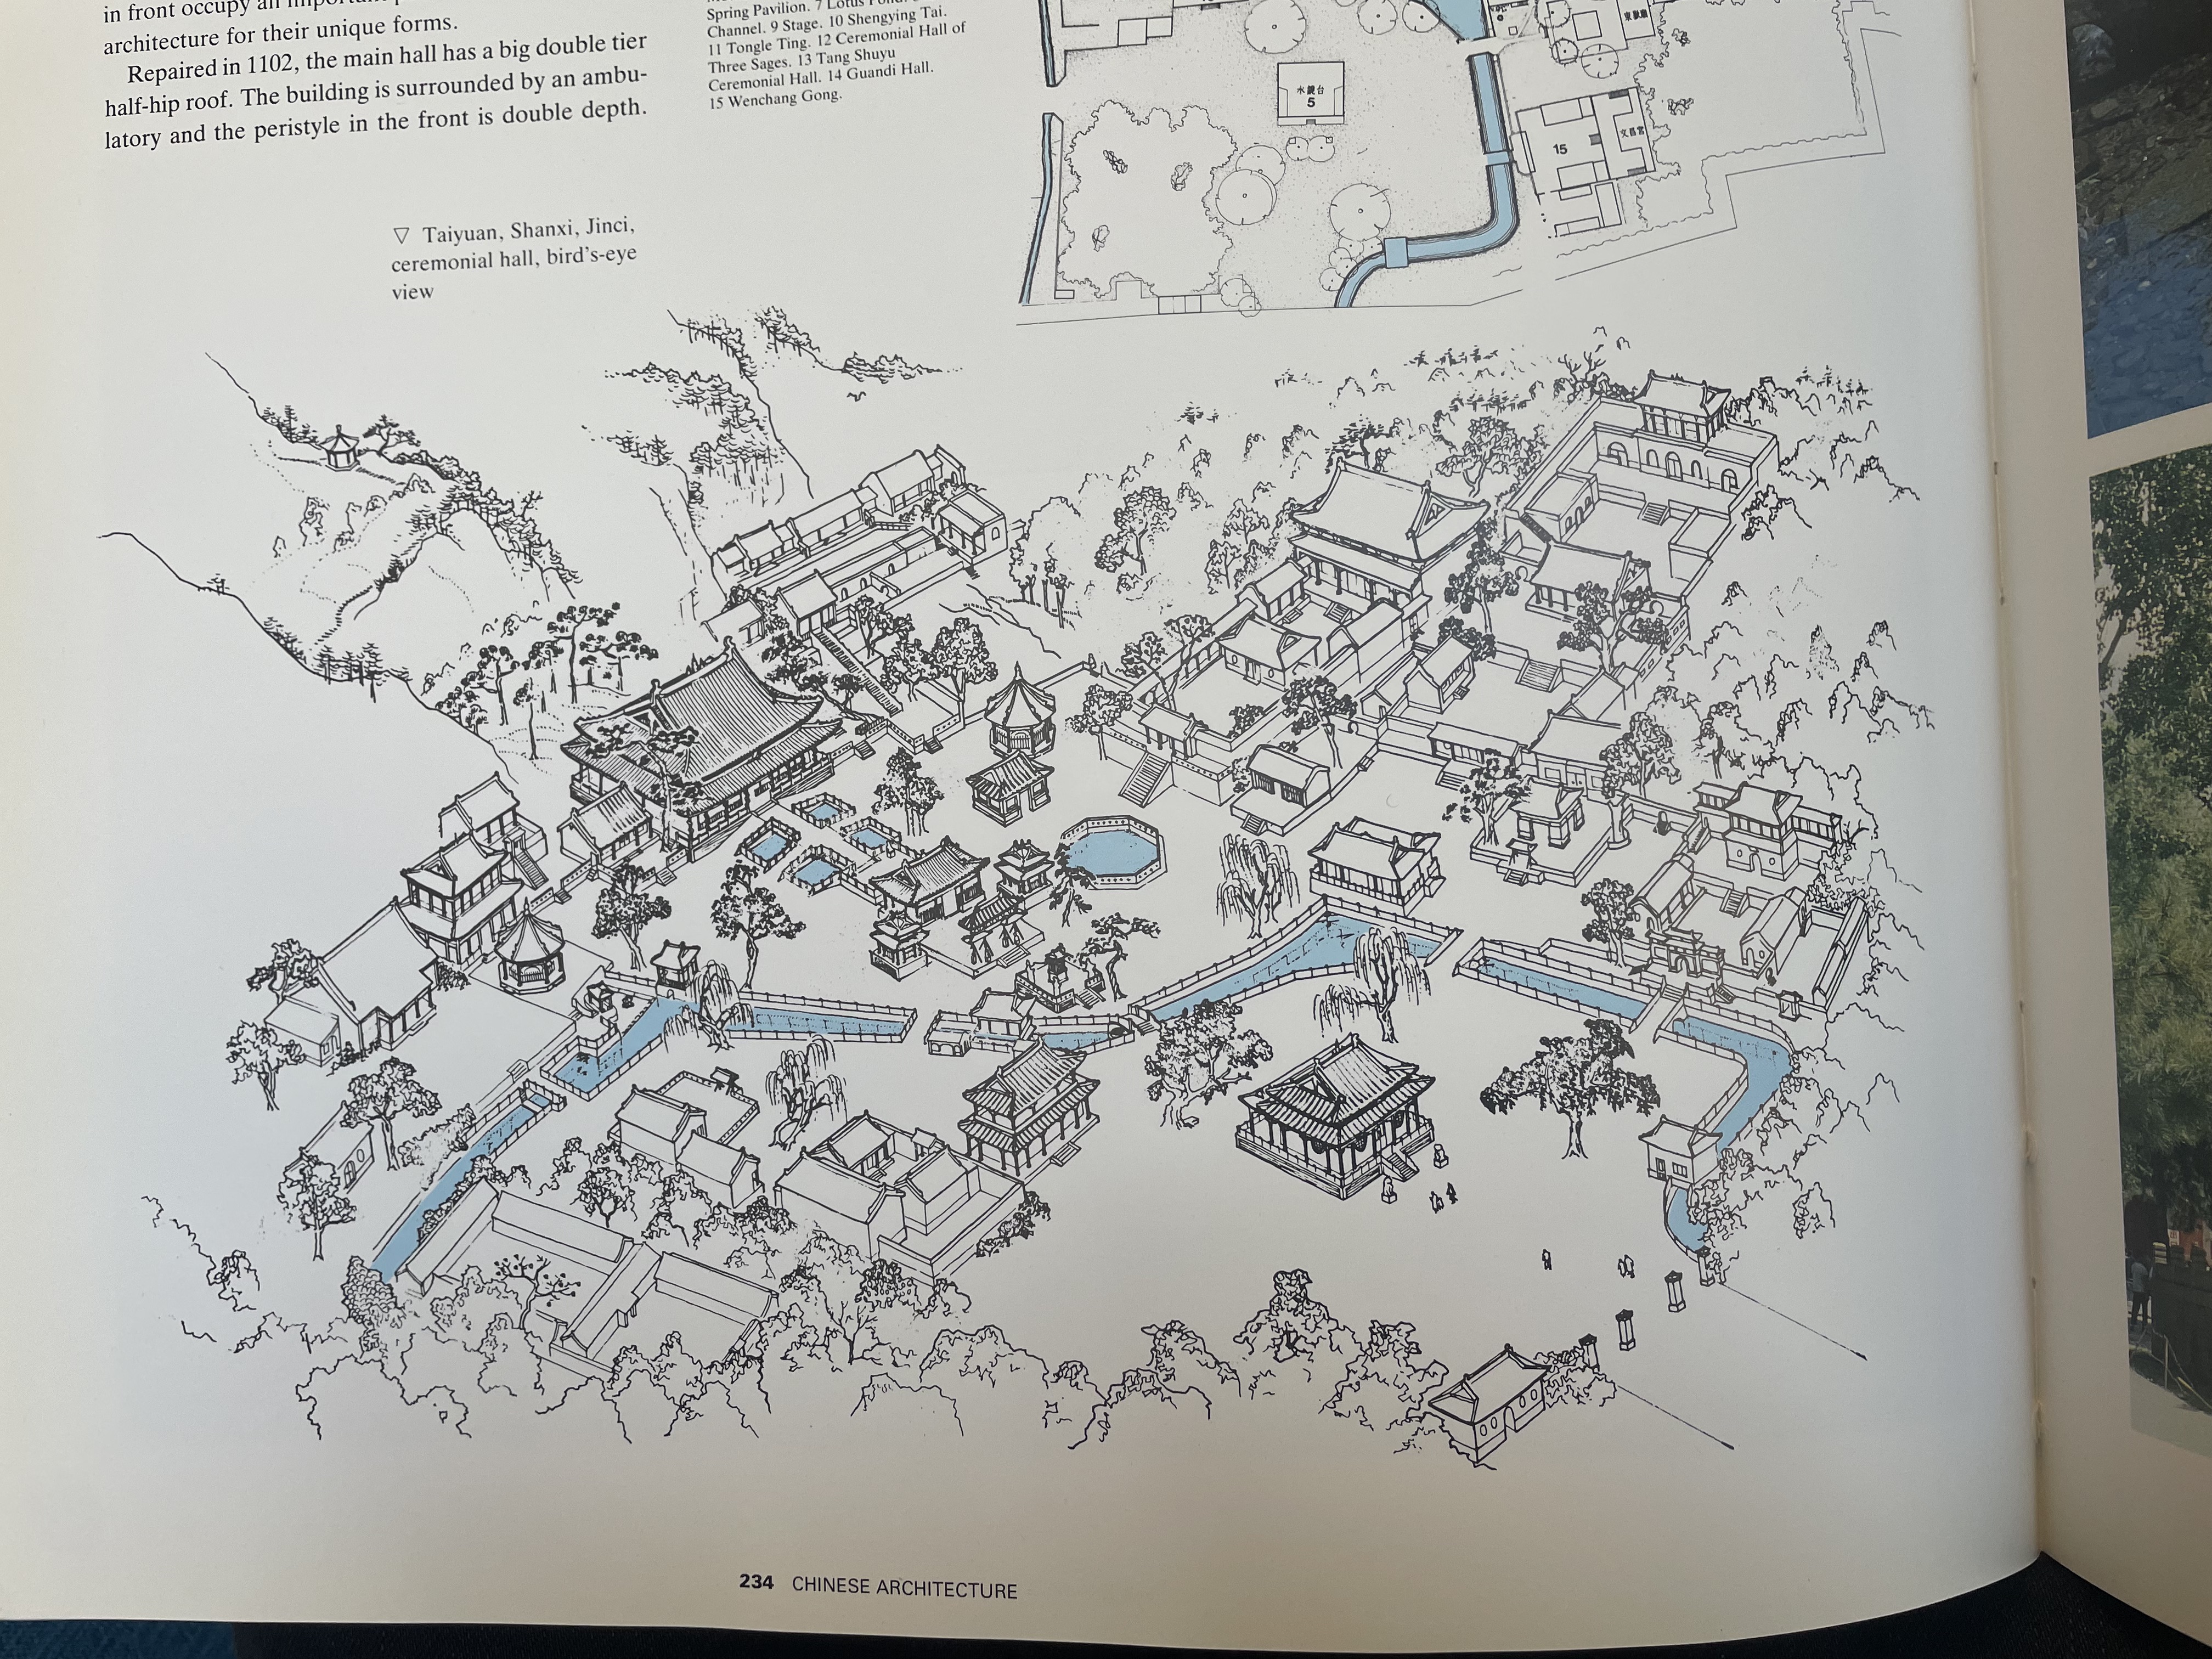 in front occupy an important
architecture for their unique forms.
Repaired in 1102, the main hall has a big double tier
half-hip roof. The building is surrounded by an ambu-
latory and the peristyle in the front is double depth.
Spring Pavilion. 7 Lotus Pond.
Channel. 9 Stage. 10 Shengying Tai.
11 Tongle Ting. 12 Ceremonial Hall of
Three Sages. 13 Tang Shuyu
Ceremonial Hall. 14 Guandi Hall.
15 Wenchang Gong.
水鏡台
5
15
文昌宮
▽ Taiyuan, Shanxi, Jinci,
ceremonial hall, bird's-eye
view
234 CHINESE ARCHITECTURE